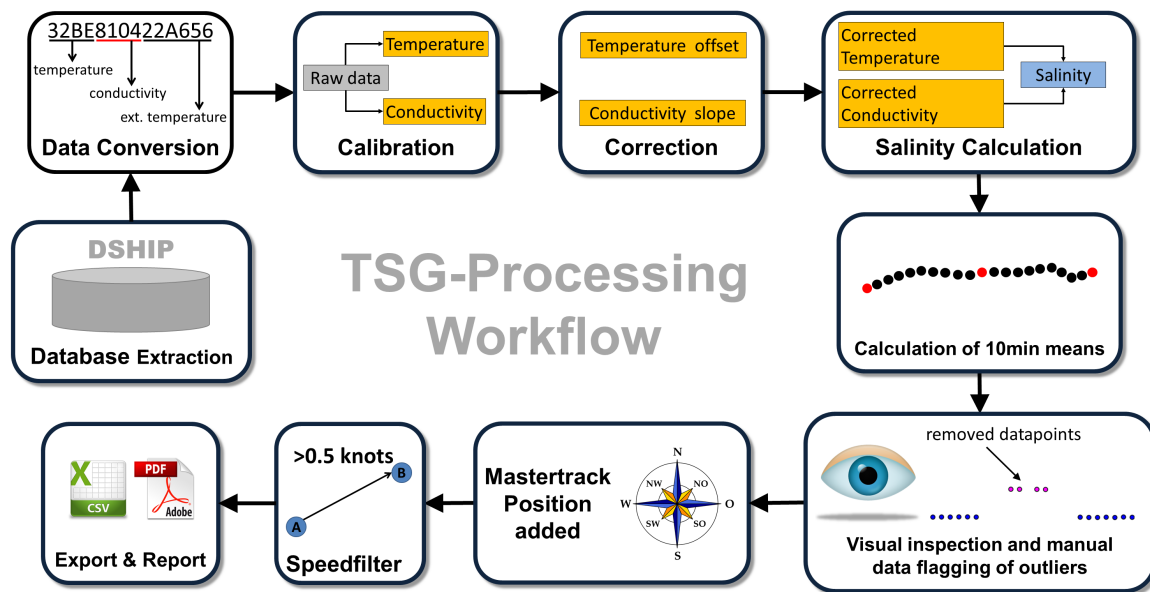 32BE810422A656
temperature
conductivity
ext. temperature
Data Conversion
Raw data
Temperature
Conductivity
Calibration
Temperature offset
Conductivity slope
Correction
Corrected
Temperature
Corrected
Conductivity
Salinity
Salinity Calculation
DSHIP
Database Extraction
TSG-Processing
Workflow
Calculation of 10min means
removed datapoints
Visual inspection and manual
data flagging of outliers
Mastertrack
Position
added
N
NW
NO
W
O
SW
SO
S
>0.5 knots
B
A
Speedfilter
X
CSV
PDF
Adobe
Export & Report